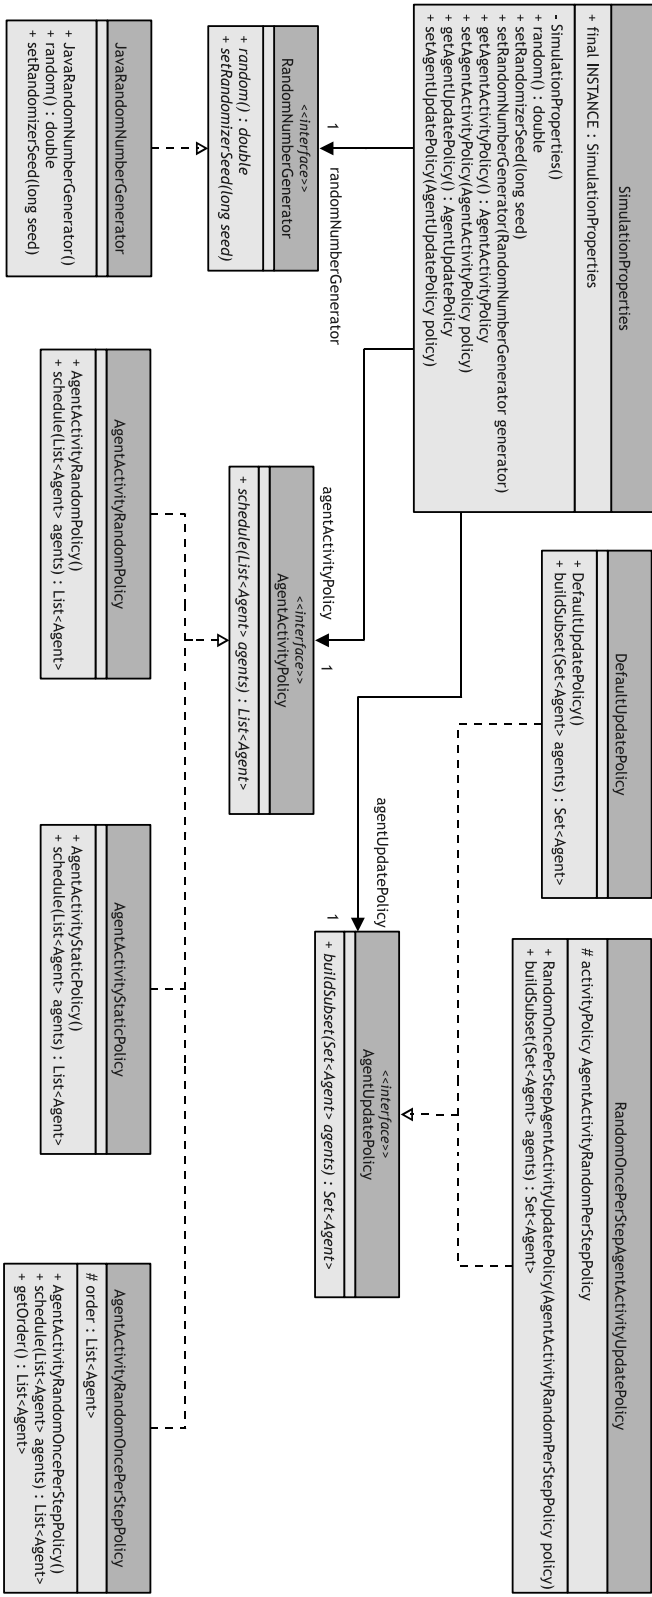 SimulationProperties
+ final INSTANCE : SimulationProperties
- SimulationProperties()
+ random() : double
+ setRandomizerSeed(long seed)
+ setRandomNumberGenerator(RandomNumberGenerator generator)
+ getAgentActivityPolicy() : AgentActivityPolicy
+ setAgentActivityPolicy(AgentActivityPolicy policy)
+ getAgentUpdatePolicy() : AgentUpdatePolicy
+ setAgentUpdatePolicy(AgentUpdatePolicy policy)
DefaultUpdatePolicy
+ DefaultUpdatePolicy()
+ buildSubset(Set<Agent> agents) : Set<Agent>
RandomOncePerStepAgentActivityUpdatePolicy
# activityPolicy AgentActivityRandomPerStepPolicy
+ RandomOncePerStepAgentActivityUpdatePolicy(AgentActivityRandomPerStepPolicy policy)
+ buildSubset(Set<Agent> agents) : Set<Agent>
1
randomNumberGenerator
<<interface>>
RandomNumberGenerator
+ random() : double
+ setRandomizerSeed((long seed)
agentActivityPolicy
1
<<interface>>
AgentActivityPolicy
+ schedule(List<Agent> agents) : List<Agent>
agentUpdatePolicy
1
<<interface>>
AgentUpdatePolicy
+ buildSubset(Set<Agent> agents) : Set<Agent>
JavaRandomNumberGenerator
+ JavaRandomNumberGenerator()
+ random() : double
+ setRandomizerSeed((long seed)
AgentActivityRandomPolicy
+ AgentActivityRandomPolicy()
+ schedule(List<Agent> agents) : List<Agent>
AgentActivityStaticPolicy
+ AgentActivityStaticPolicy()
+ schedule(List<Agent> agents) : List<Agent>
AgentActivityRandomOncePerStepPolicy
# order : List<Agent>
+ AgentActivityRandomOncePerStepPolicy()
+ schedule(List<Agent> agents) : List<Agent>
+ getOrder() : List<Agent>